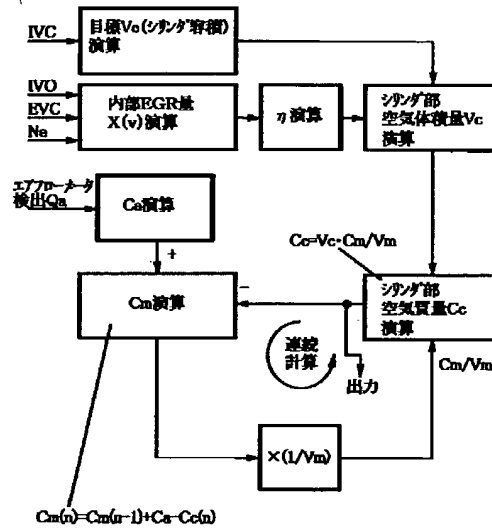 IVC
目標Vc(シリンダ容積)
演算
IVO
EVC
Ne
内部EGR量
X(v)演算
η演算
シリンダ部
空気体積量Vc
演算
エアフローメータ
検出Qa
Ca演算
+
Cc=Vc・Cm/Vm
Cm演算
-
シリンダ部
空気質量Cc
演算
連続
計算
出力
Cm/Vm
×(1/Vm)
Cm(n)=Cm(n-1)+Ca-Cc(n)